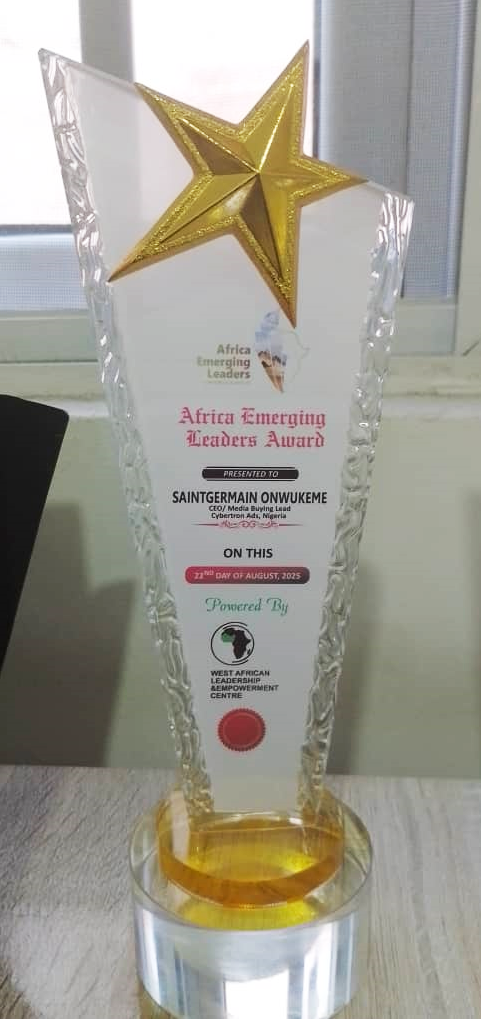 Africa
Emerging
Leaders
Africa Emerging
Leaders Award
PRESENTED TO
SAINTGERMAIN ONWUKEME
CEO/ Media Buying Lead
Cybertron Ads, Nigeria
ON THIS
22ND DAY OF AUGUST, 2025
Powered By
WEST AFRICAN
LEADERSHIP
&EMPOWERMENT
CENTRE